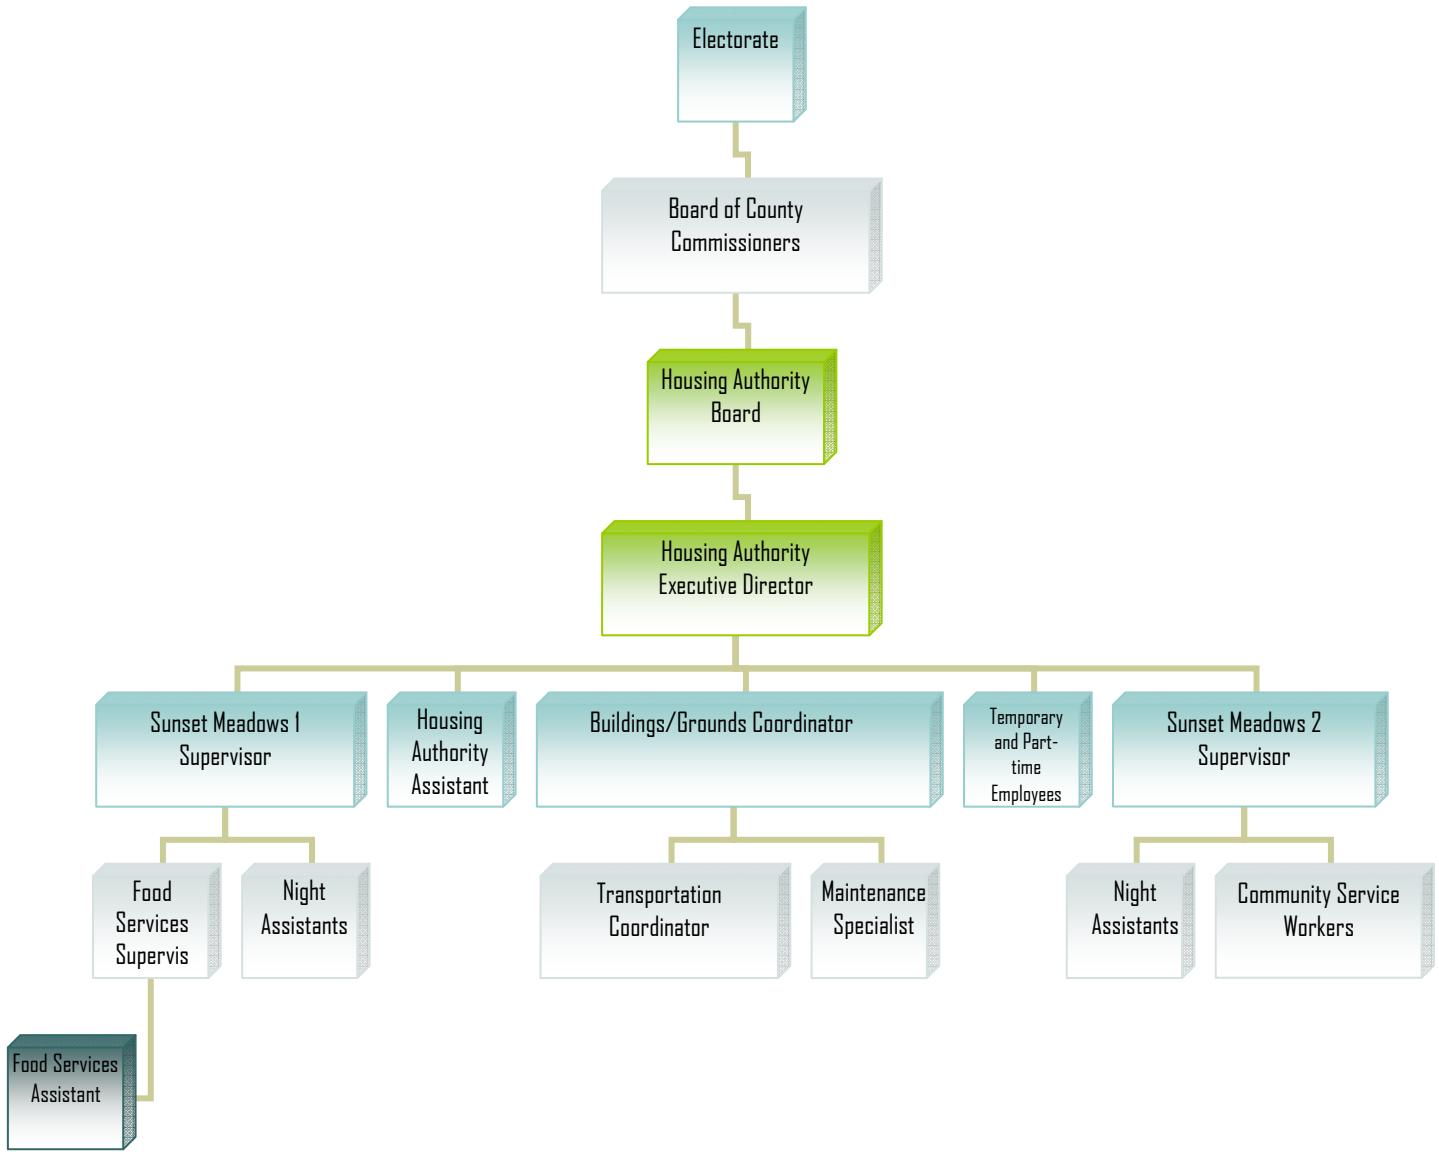 Electorate
Board of County
Commissioners
Housing Authority
Board
Housing Authority
Executive Director
Sunset Meadows 1
Supervisor
Housing
Authority
Assistant
Buildings/Grounds Coordinator
Temporary
and Part-
time
Employees
Sunset Meadows 2
Supervisor
Food
Services
Supervis
Night
Assistants
Transportation
Coordinator
Maintenance
Specialist
Night
Assistants
Community Service
Workers
Food Services
Assistant